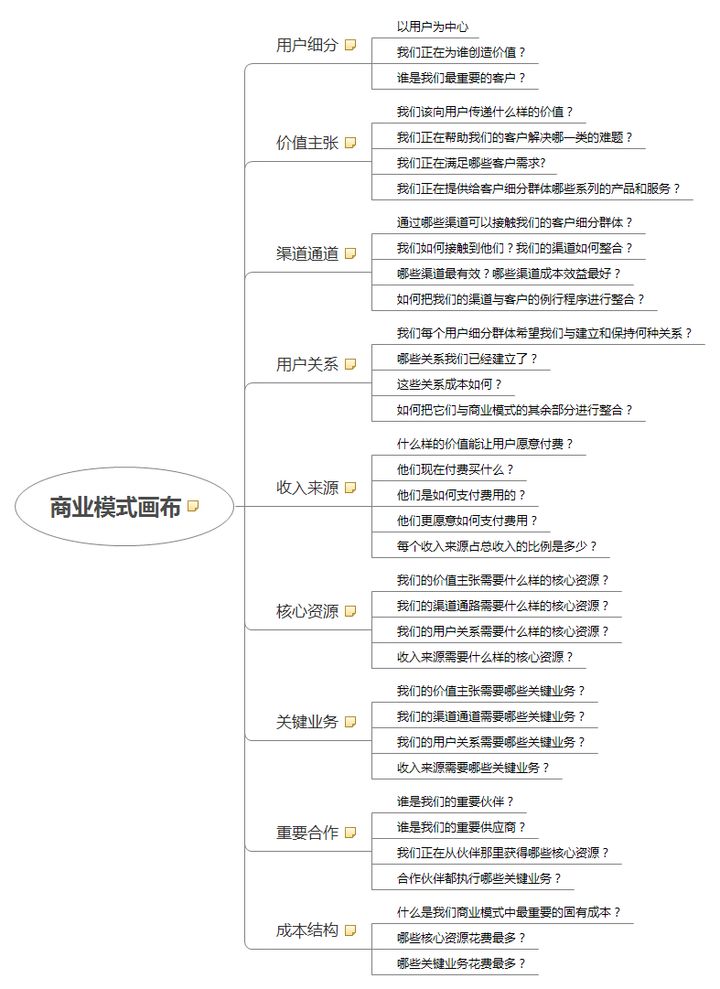 商业模式画布
用户细分
以用户为中心
我们正在为谁创造价值？
谁是我们最重要的客户？
价值主张
我们该向用户传递什么样的价值？
我们正在帮助我们的客户解决哪一类的难题？
我们正在满足哪些客户需求?
我们正在提供给客户细分群体哪些系列的产品和服务？
渠道通道
通过哪些渠道可以接触我们的客户细分群体？
我们如何接触到他们？我们的渠道如何整合？
哪些渠道最有效？哪些渠道成本效益最好？
如何把我们的渠道与客户的例行程序进行整合？
用户关系
我们每个用户细分群体希望我们与建立和保持何种关系？
哪些关系我们已经建立了？
这些关系成本如何？
如何把它们与商业模式的其余部分进行整合？
收入来源
什么样的价值能让用户愿意付费？
他们现在付费买什么？
他们是如何支付费用的？
他们更愿意如何支付费用？
每个收入来源占总收入的比例是多少？
核心资源
我们的价值主张需要什么样的核心资源？
我们的渠道通路需要什么样的核心资源？
我们的用户关系需要什么样的核心资源？
收入来源需要什么样的核心资源？
关键业务
我们的价值主张需要哪些关键业务？
我们的渠道通道需要哪些关键业务？
我们的用户关系需要哪些关键业务？
收入来源需要哪些关键业务？
重要合作
谁是我们的重要伙伴？
谁是我们的重要供应商？
我们正在从伙伴那里获得哪些核心资源？
合作伙伴都执行哪些关键业务？
成本结构
什么是我们商业模式中最重要的固有成本？
哪些核心资源花费最多？
哪些关键业务花费最多？